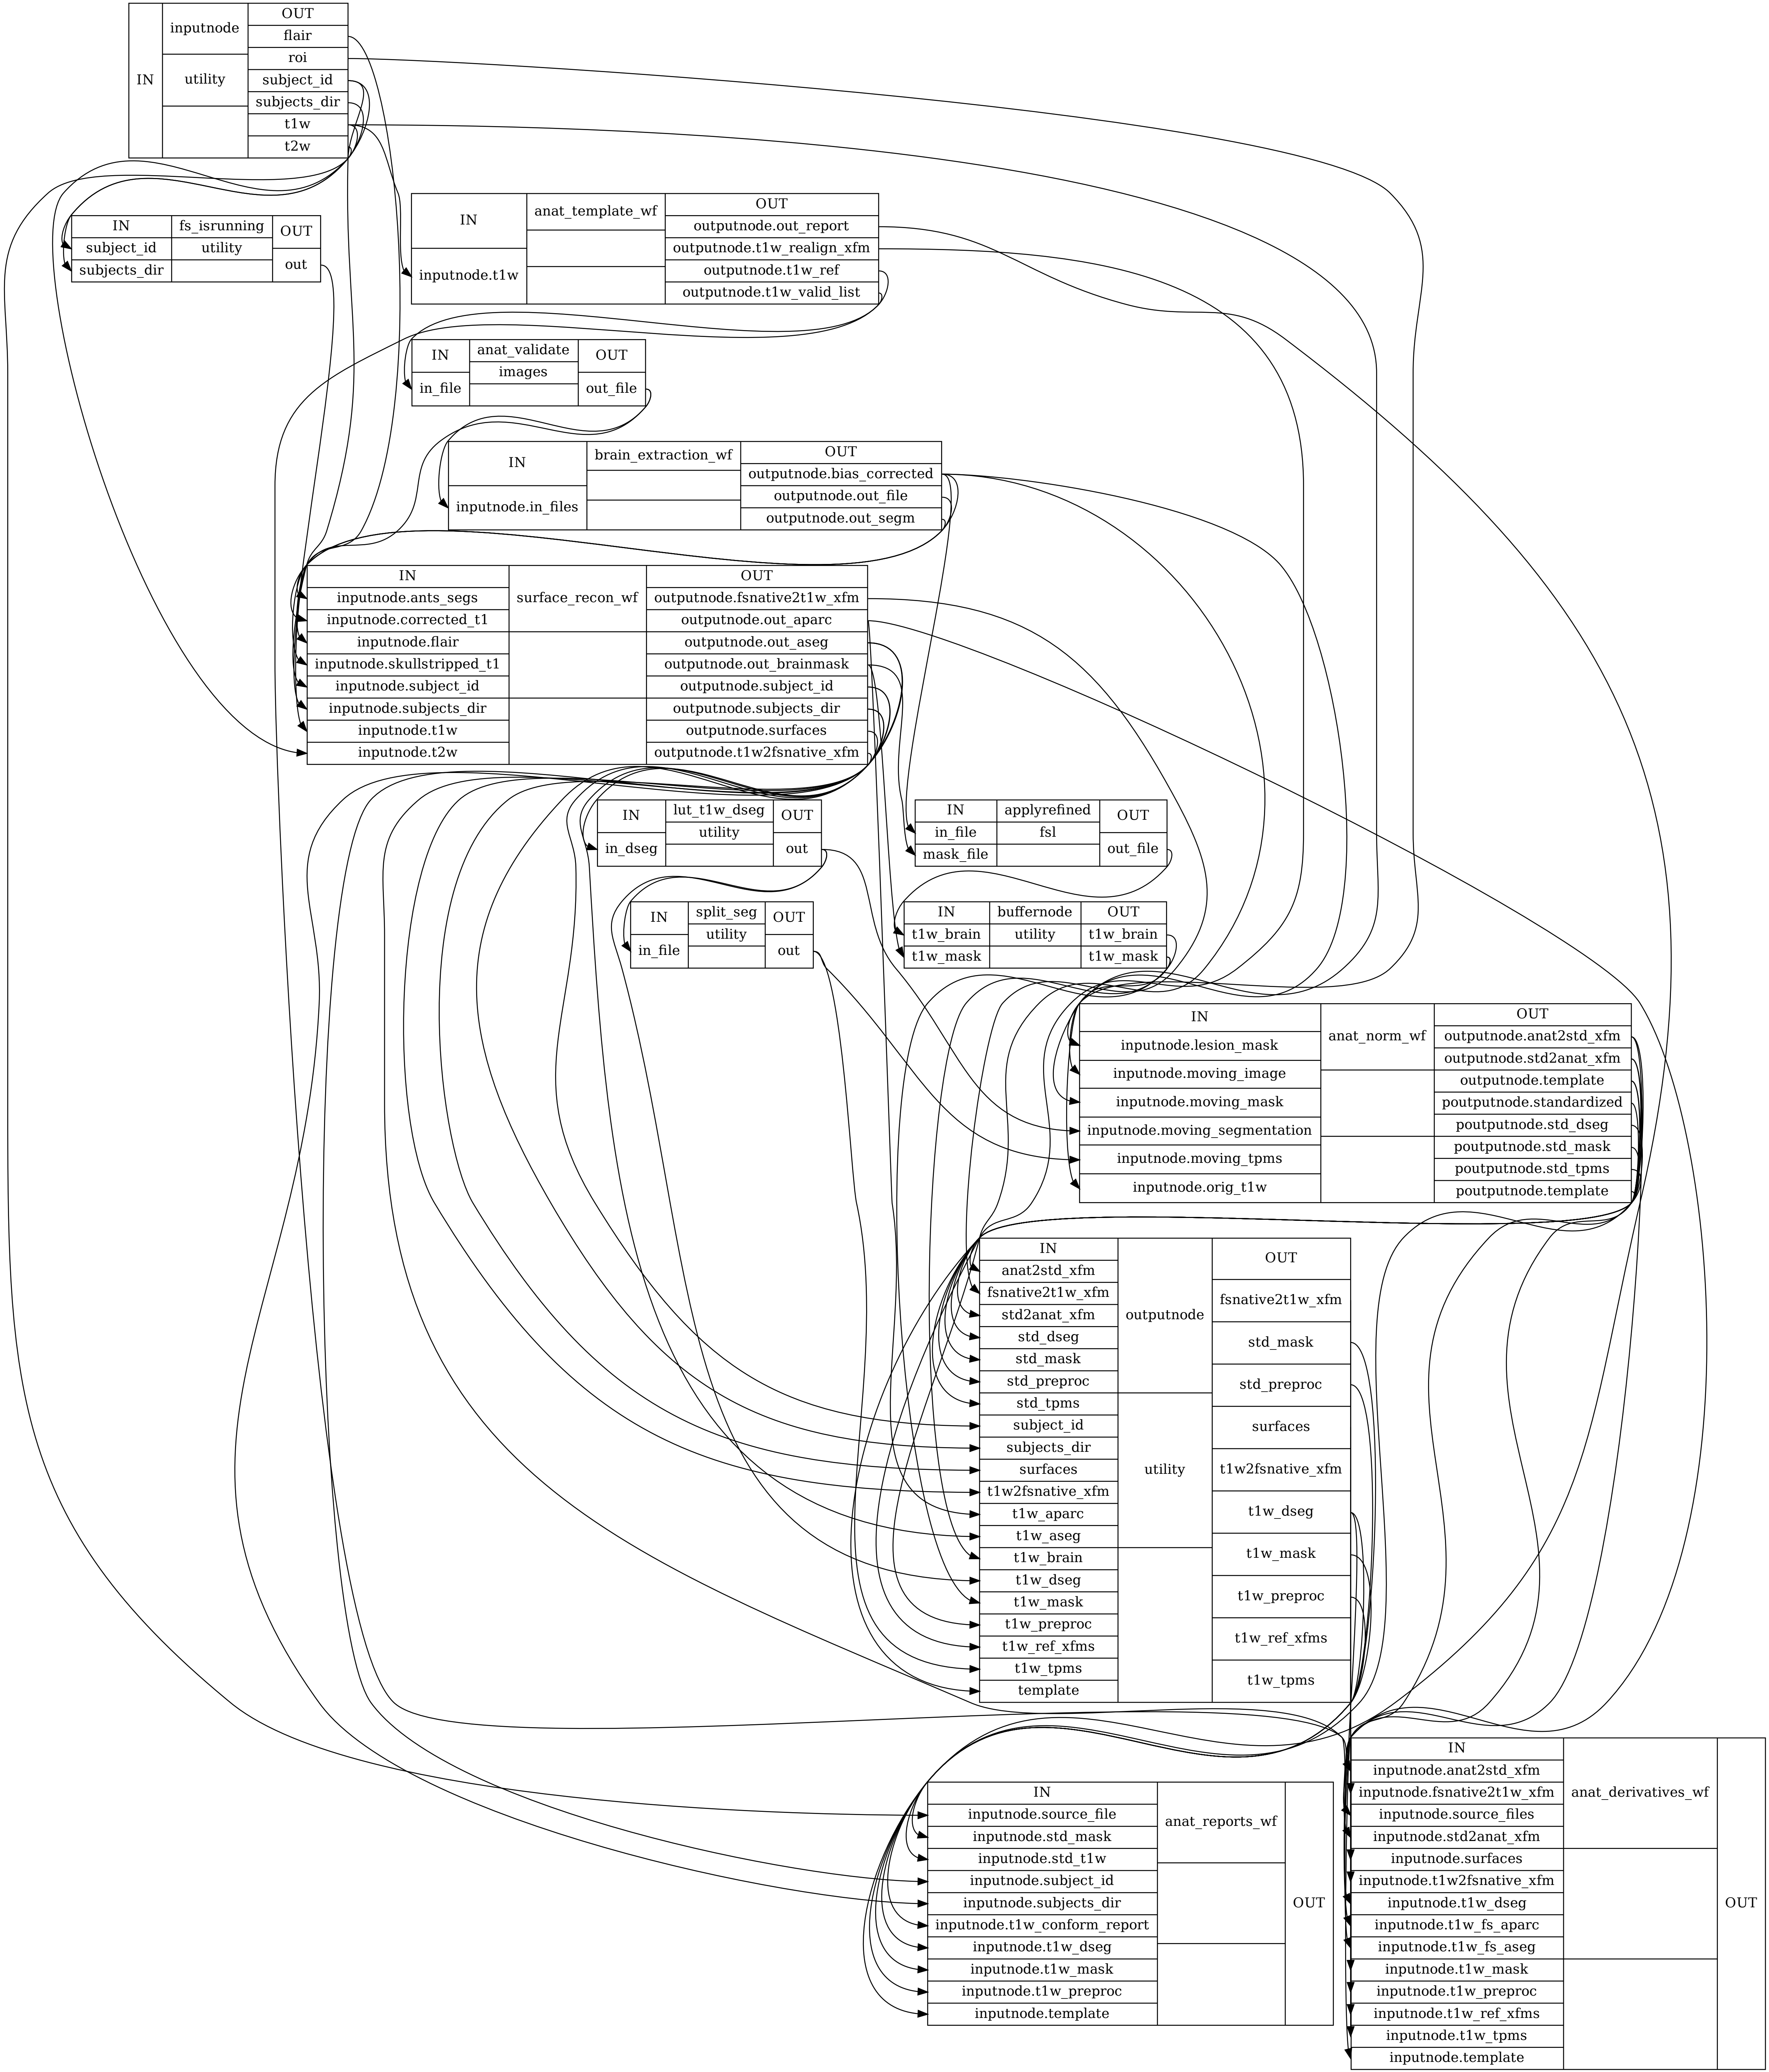 IN
inputnode
utility
OUT
flair
roi
subject_id
subjects_dir
t1w
t2w
IN
subject_id
subjects_dir
fs_isrunning
utility
OUT
out
IN
inputnode.t1w
anat_template_wf
OUT
outputnode.out_report
outputnode.t1w_realign_xfm
outputnode.t1w_ref
outputnode.t1w_valid_list
IN
in_file
anat_validate
images
OUT
out_file
IN
inputnode.in_files
brain_extraction_wf
OUT
outputnode.bias_corrected
outputnode.out_file
outputnode.out_segm
IN
inputnode.ants_segs
inputnode.corrected_t1
inputnode.flair
inputnode.skullstripped_t1
inputnode.subject_id
inputnode.subjects_dir
inputnode.t1w
inputnode.t2w
surface_recon_wf
OUT
outputnode.fsnative2t1w_xfm
outputnode.out_aparc
outputnode.out_aseg
outputnode.out_brainmask
outputnode.subject_id
outputnode.subjects_dir
outputnode.surfaces
outputnode.t1w2fsnative_xfm
IN
in_dseg
lut_t1w_dseg
utility
OUT
out
IN
in_file
mask_file
applyrefined
fsl
OUT
out_file
IN
in_file
split_seg
utility
OUT
out
IN
t1w_brain
t1w_mask
buffernode
utility
OUT
t1w_brain
t1w_mask
IN
inputnode.lesion_mask
inputnode.moving_image
inputnode.moving_mask
inputnode.moving_segmentation
inputnode.moving_tpms
inputnode.orig_t1w
anat_norm_wf
OUT
outputnode.anat2std_xfm
outputnode.std2anat_xfm
outputnode.template
poutputnode.standardized
poutputnode.std_dseg
poutputnode.std_mask
poutputnode.std_tpms
poutputnode.template
IN
anat2std_xfm
fsnative2t1w_xfm
std2anat_xfm
std_dseg
std_mask
std_preproc
std_tpms
subject_id
subjects_dir
surfaces
t1w2fsnative_xfm
t1w_aparc
t1w_aseg
t1w_brain
t1w_dseg
t1w_mask
t1w_preproc
t1w_ref_xfms
t1w_tpms
template
outputnode
utility
OUT
fsnative2t1w_xfm
std_mask
std_preproc
surfaces
t1w2fsnative_xfm
t1w_dseg
t1w_mask
t1w_preproc
t1w_ref_xfms
t1w_tpms
IN
inputnode.source_file
inputnode.std_mask
inputnode.std_t1w
inputnode.subject_id
inputnode.subjects_dir
inputnode.t1w_conform_report
inputnode.t1w_dseg
inputnode.t1w_mask
inputnode.t1w_preproc
inputnode.template
anat_reports_wf
OUT
IN
inputnode.anat2std_xfm
inputnode.fsnative2t1w_xfm
inputnode.source_files
inputnode.std2anat_xfm
inputnode.surfaces
inputnode.t1w2fsnative_xfm
inputnode.t1w_dseg
inputnode.t1w_fs_aparc
inputnode.t1w_fs_aseg
inputnode.t1w_mask
inputnode.t1w_preproc
inputnode.t1w_ref_xfms
inputnode.t1w_tpms
inputnode.template
anat_derivatives_wf
OUT